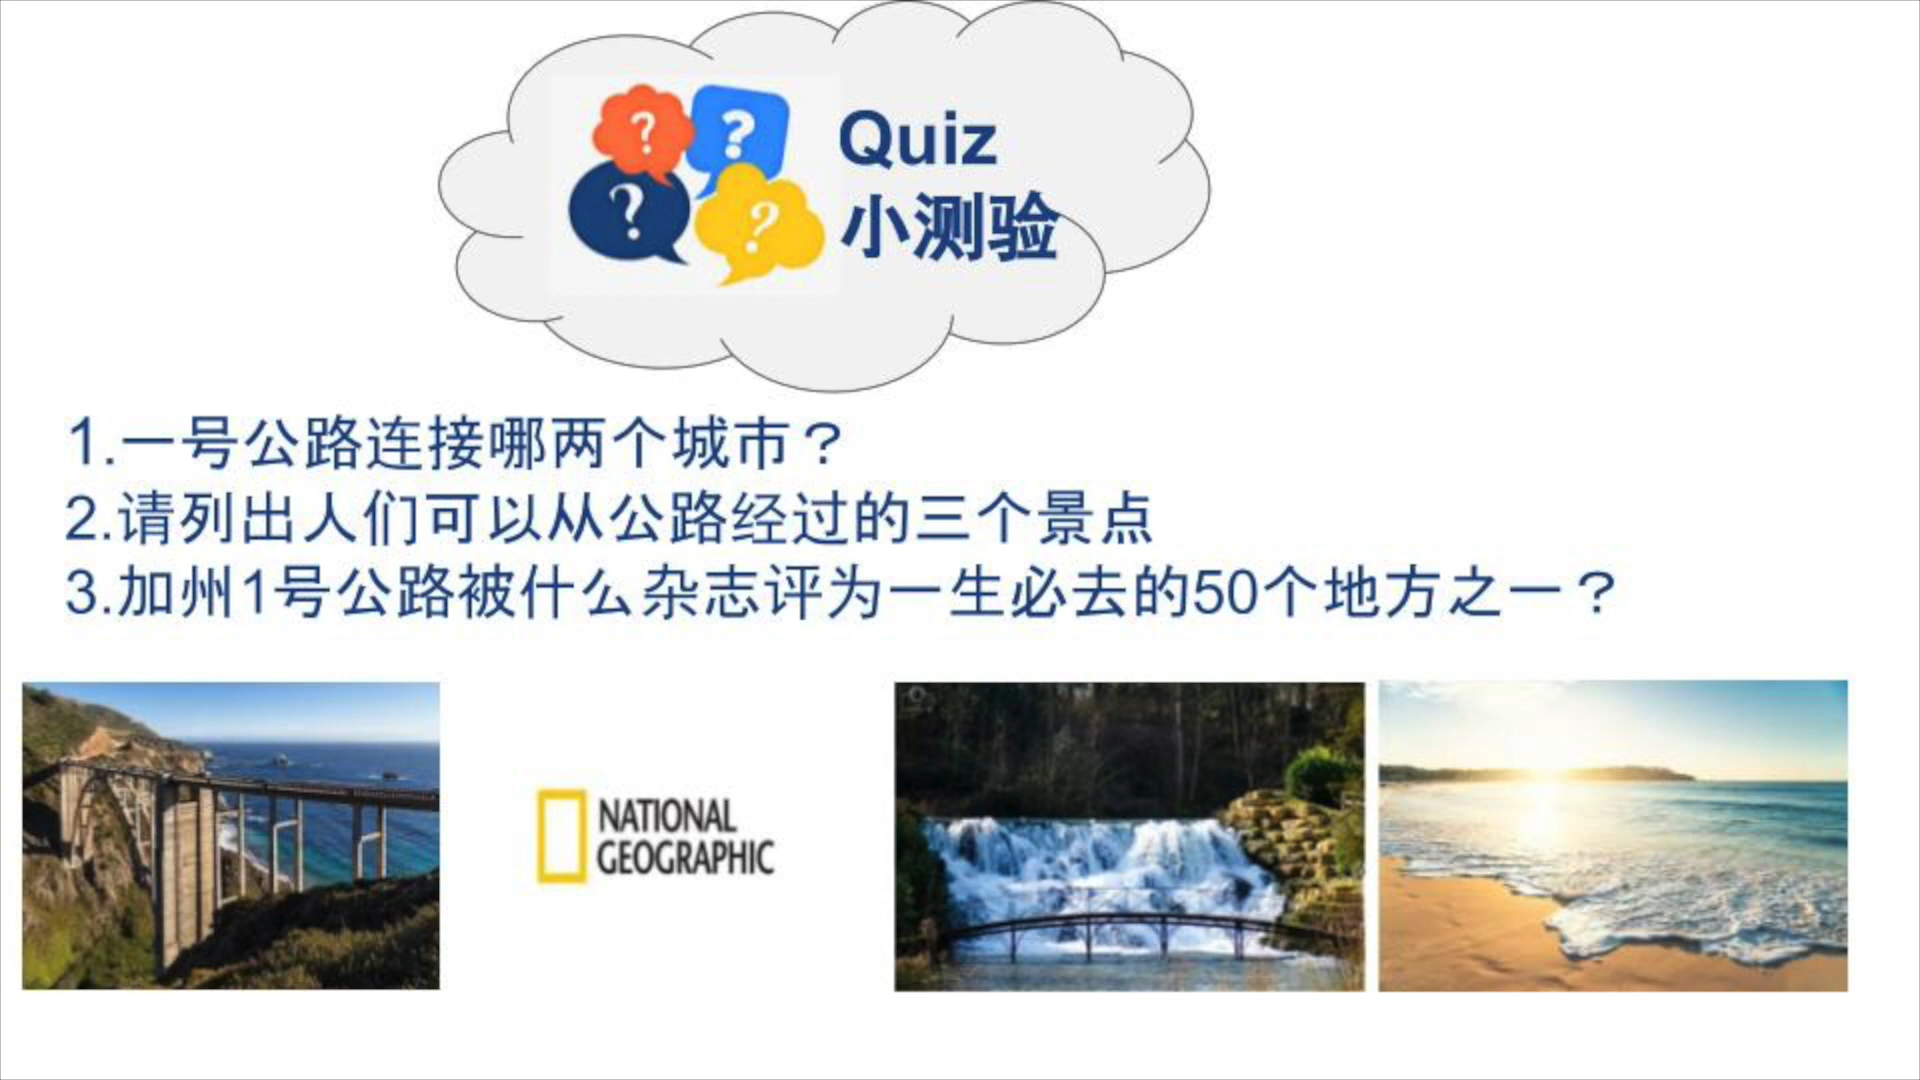 Quiz
小测验
1.一号公路连接哪两个城市？
2.请列出人们可以从公路经过的三个景点
3.加州1号公路被什么杂志评为一生必去的50个地方之一？
NATIONAL
GEOGRAPHIC